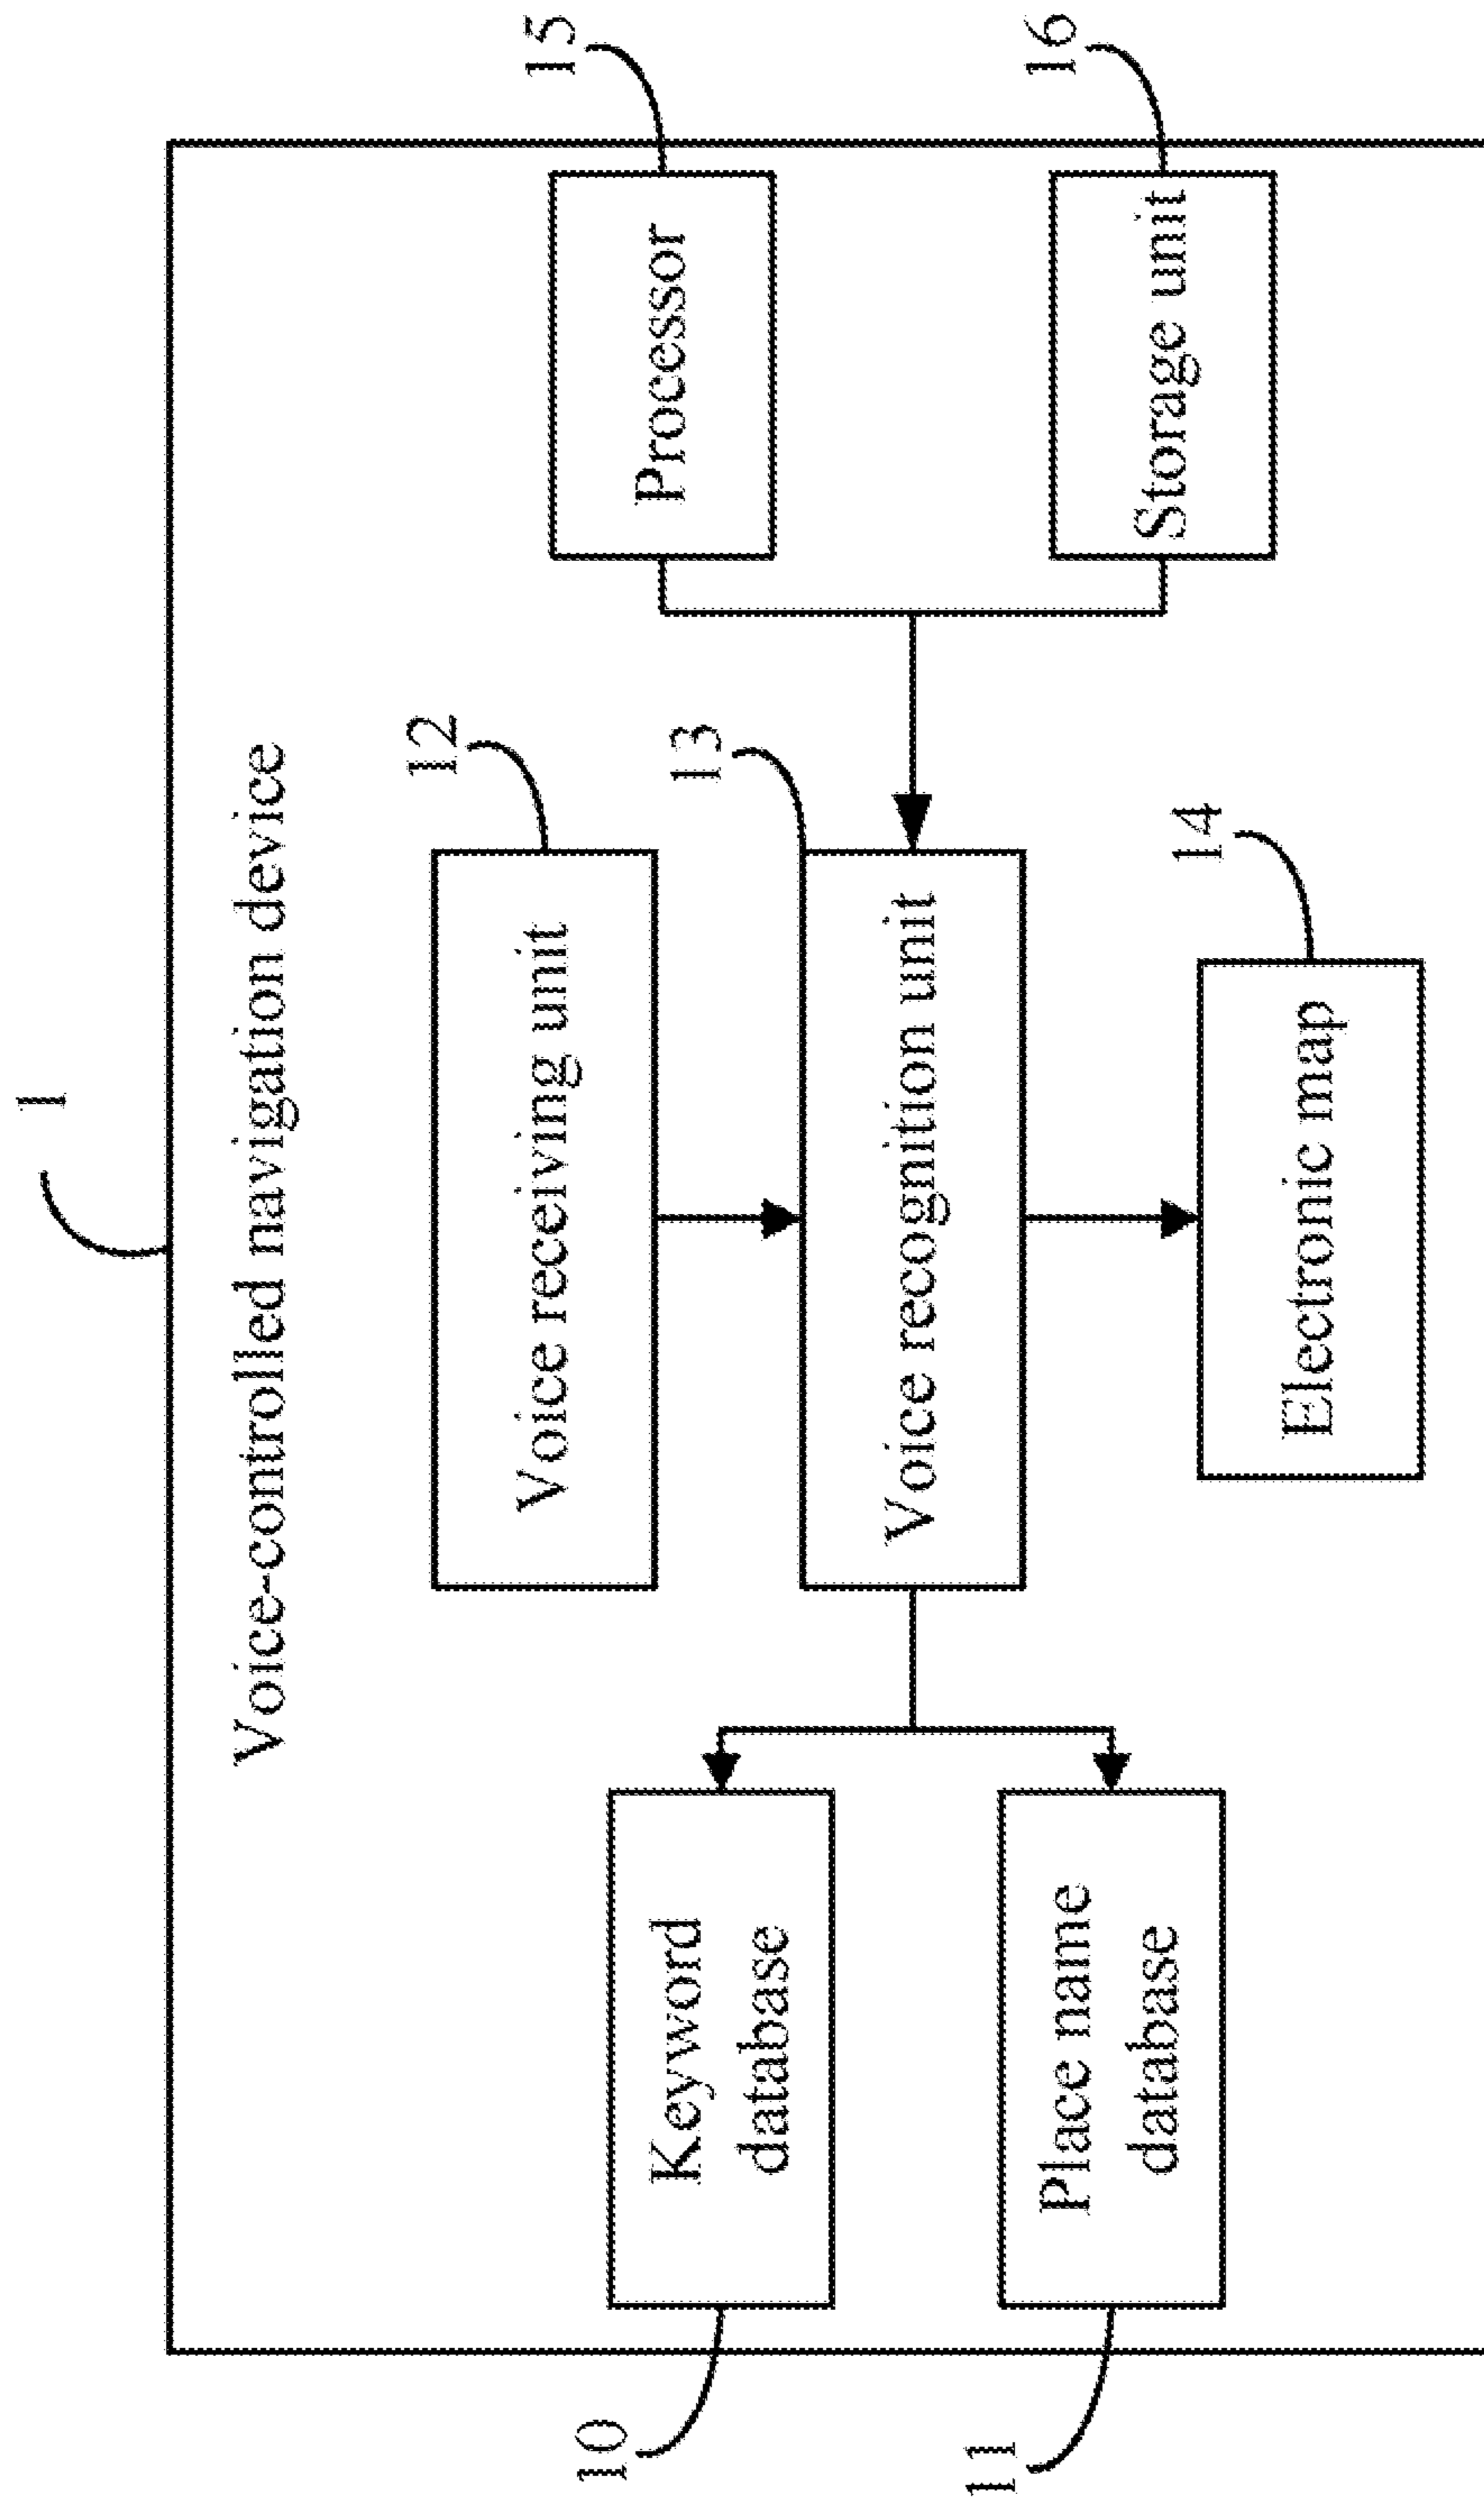 1
Voice-controlled navigation device
12
15
Voice receiving unit
10
Keyword
database
Processor
13
Voice recognition unit
11
Place name
database
16
Storage unit
14
Electronic map